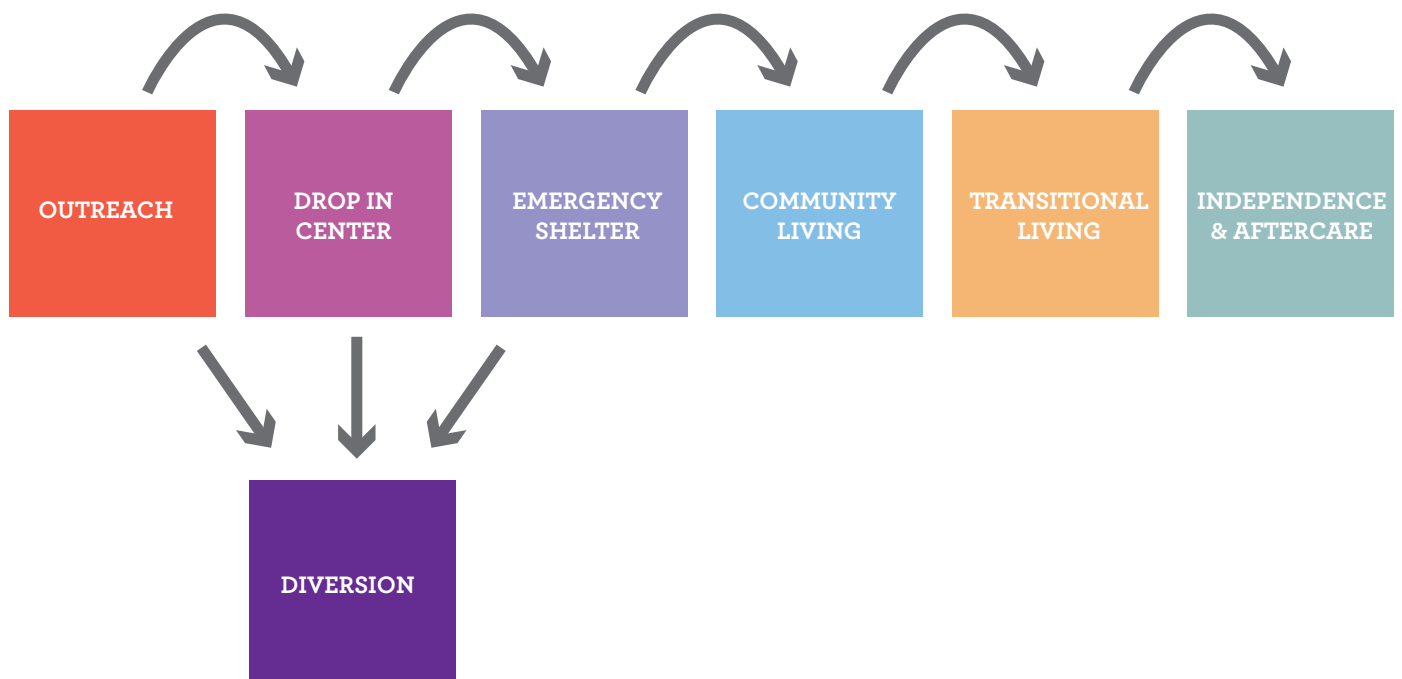 OUTREACH
DROP IN
CENTER
EMERGENCY
SHELTER
COMMUNITY
LIVING
TRANSITIONAL
LIVING
INDEPENDENCE
& AFTERCARE
DIVERSION